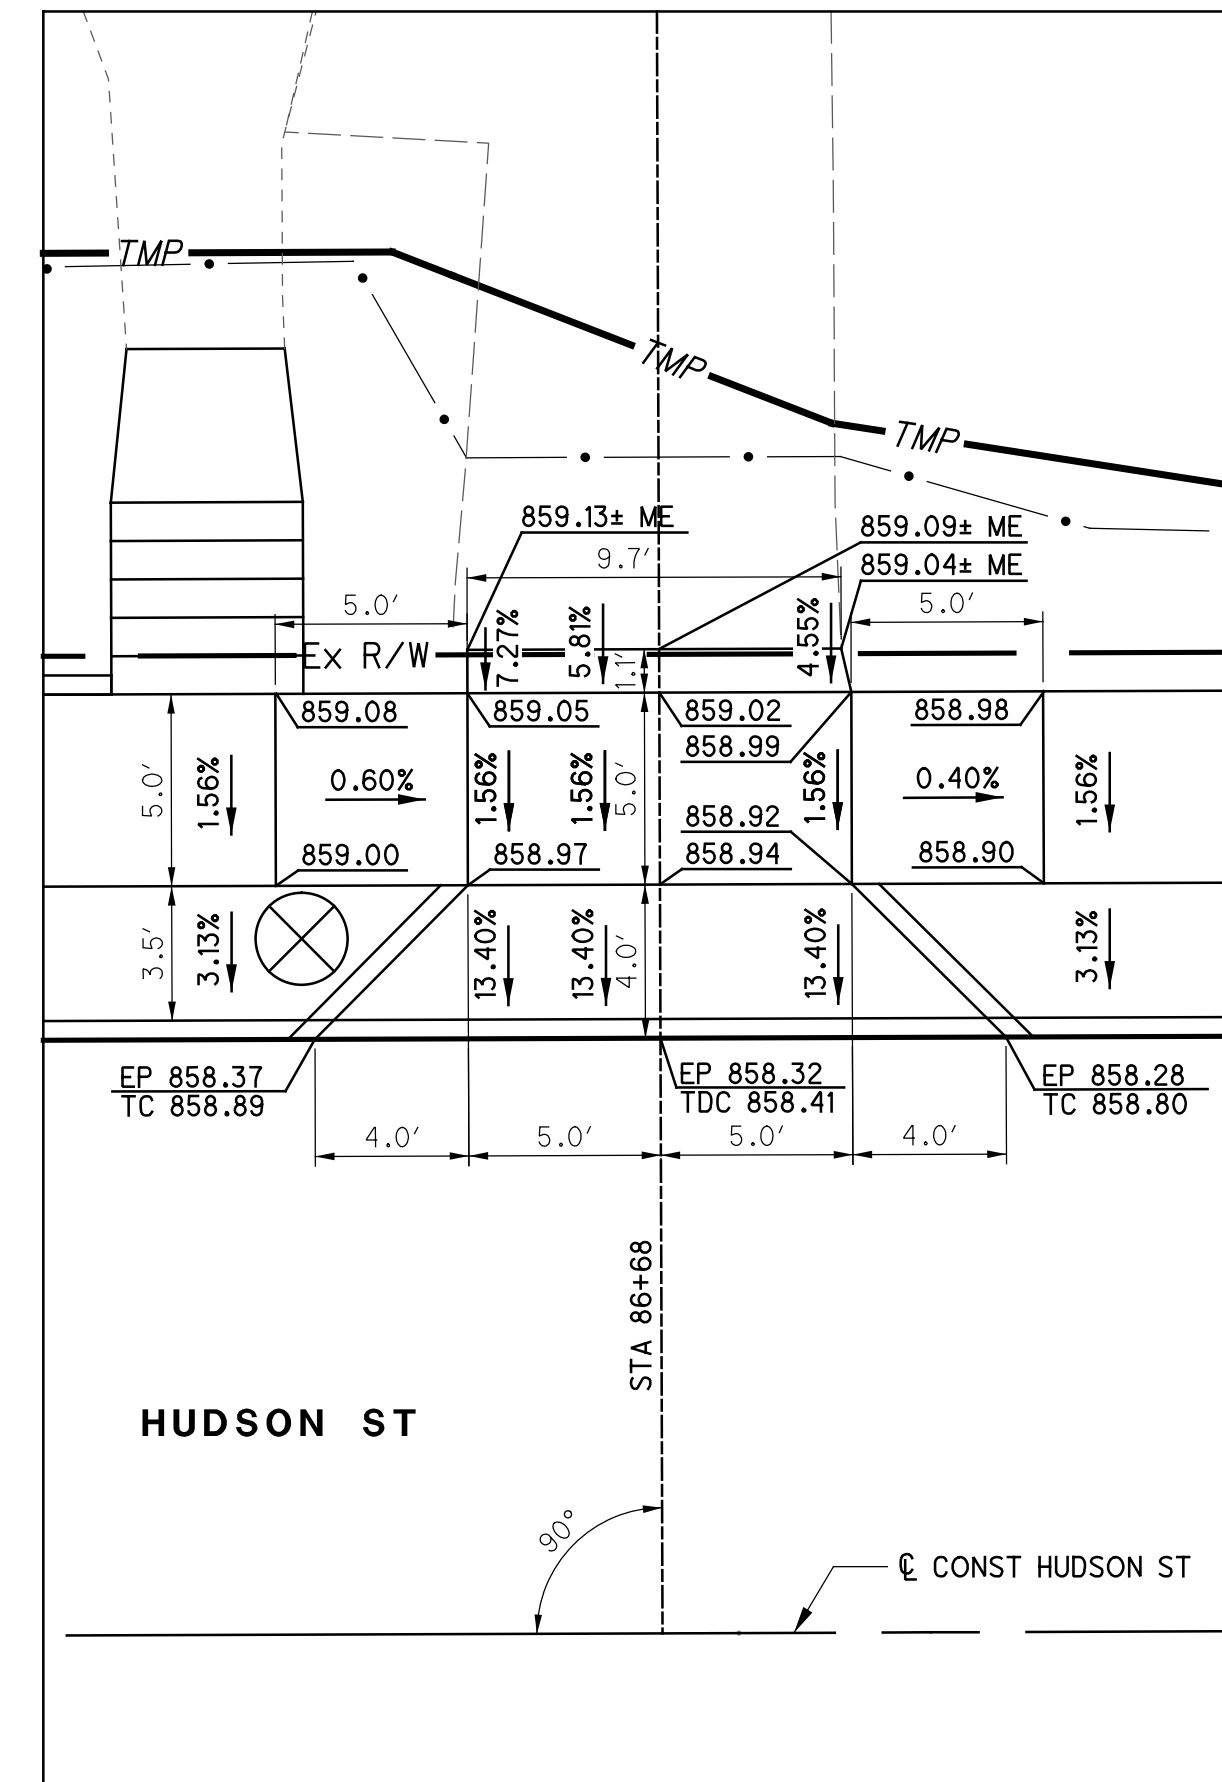 TMP
TMP
TMP
859.13± ME
859.09± ME
9.7′
859.04± ME
5.0′
5.0′
Ex R/W
7.27%
5.81%
1.1′
4.55%
859.08
859.05
859.02
858.98
858.99
5.0′
1.56%
0.60%
1.56%
1.56%
5.0′
1.56%
0.40%
1.56%
858.92
859.00
858.97
858.94
858.90
3.5′
3.13%
13.40%
13.40%
4.0′
13.40%
3.13%
EP 858.37
TC 858.89
EP 858.32
TDC 858.41
EP 858.28
TC 858.80
4.0′
5.0′
5.0′
4.0′
STA 86+68
HUDSON ST
90°
℄ CONST HUDSON ST